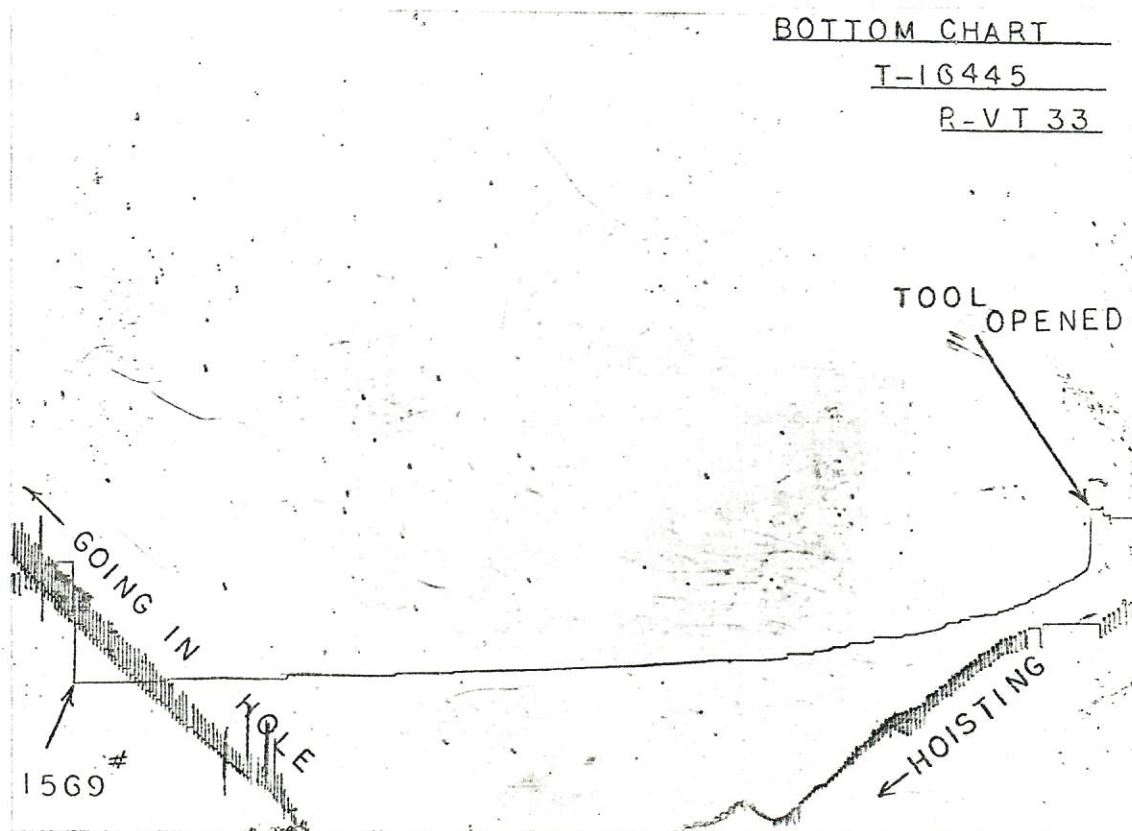 BOTTOM CHART
T-16445
R-VT 33
TOOL OPENED
GOING IN HOLE
HOISTING
1569#